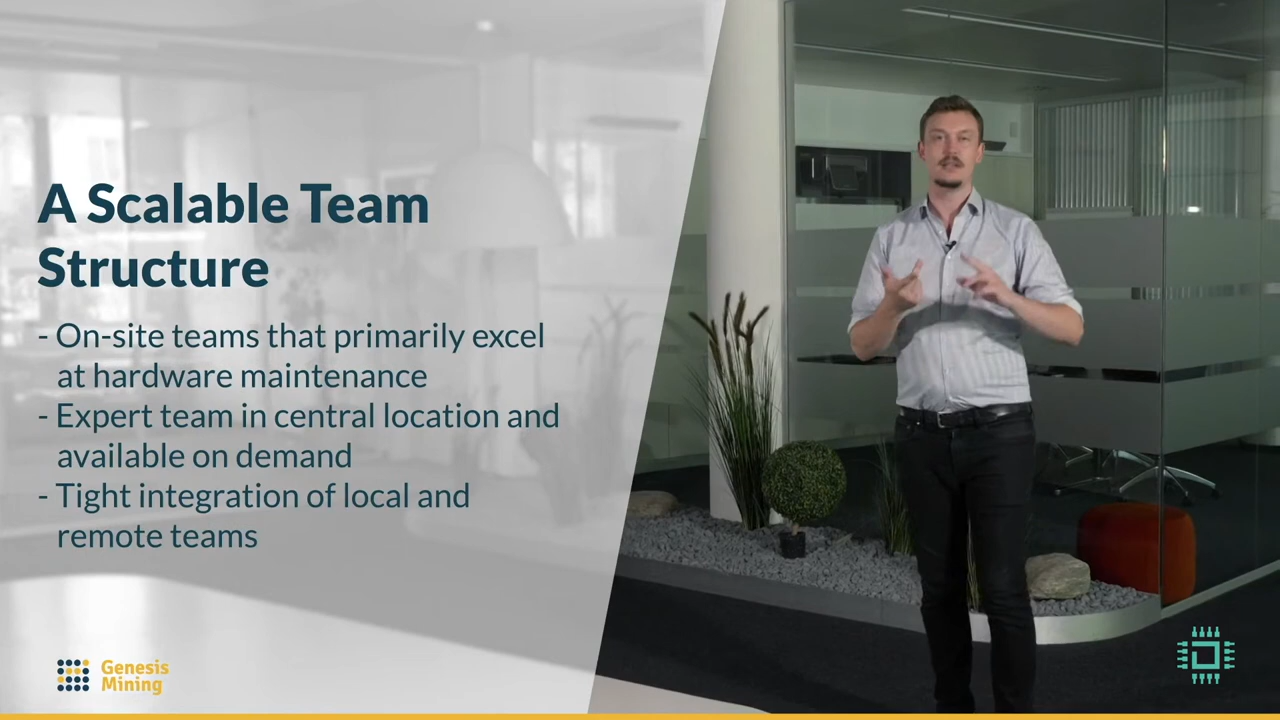 A Scalable Team
Structure
- On-site teams that primarily excel
at hardware maintenance
- Expert team in central location and
available on demand
- Tight integration of local and
remote teams
Genesis
Mining